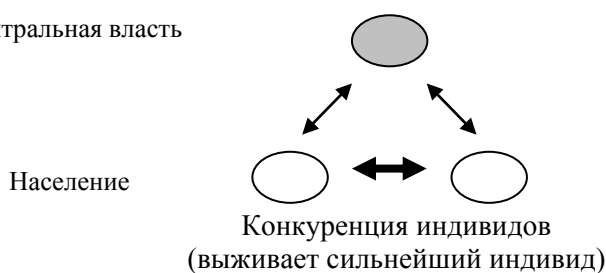 тральная власть
Население
Конкуренция индивидов
(выживает сильнейший индивид)